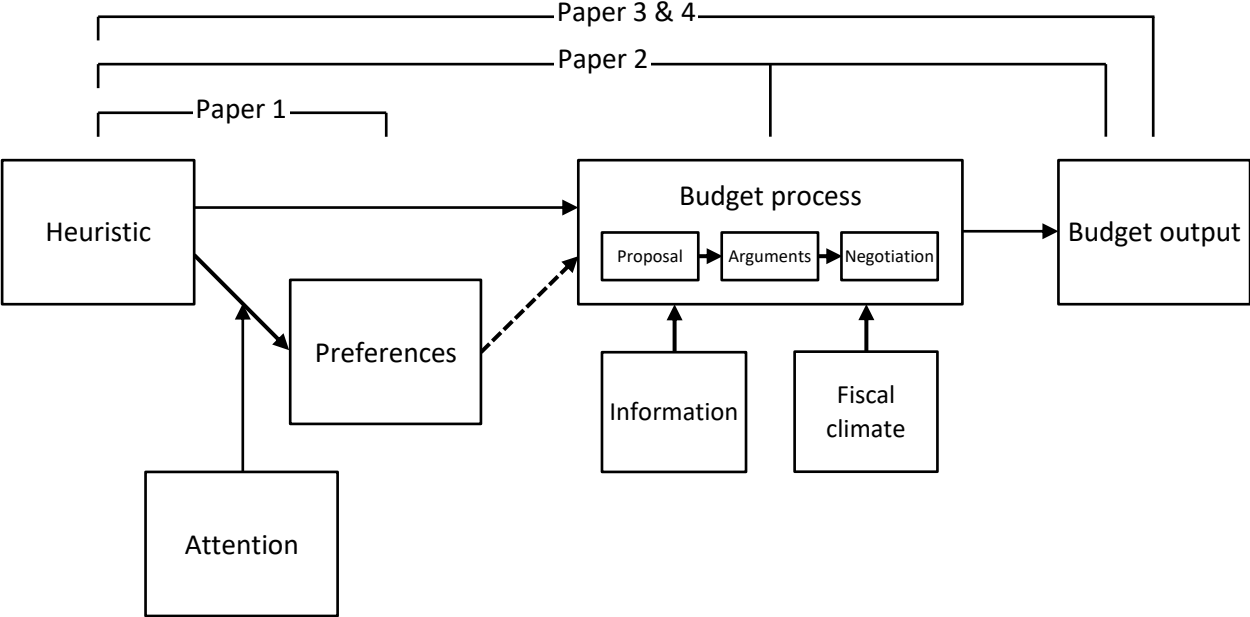 Paper 3 & 4
Paper 2
Paper 1
Heuristic
Budget process
Proposal
Arguments
Negotiation
Budget output
Preferences
Information
Fiscal
climate
Attention